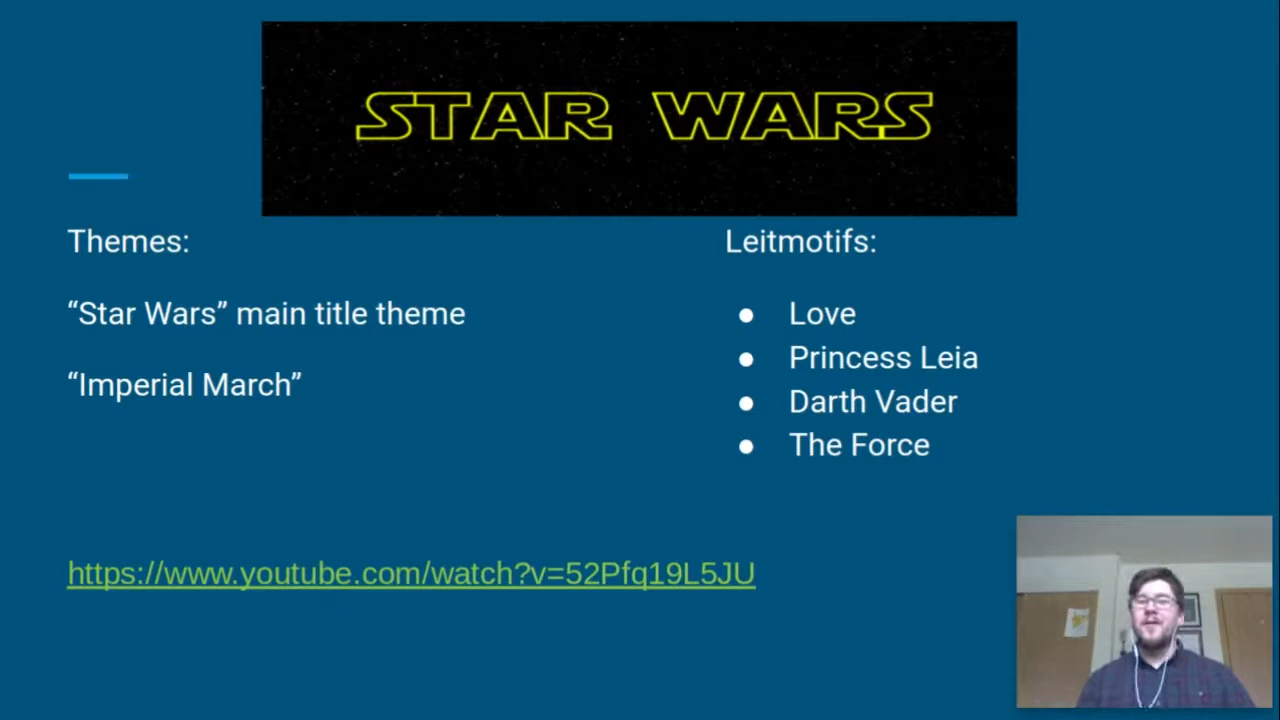 STAR WARS
Themes:
“Star Wars” main title theme
“Imperial March”
Leitmotifs:
● Love
● Princess Leia
● Darth Vader
● The Force
https://www.youtube.com/watch?v=52Pfq19L5JU